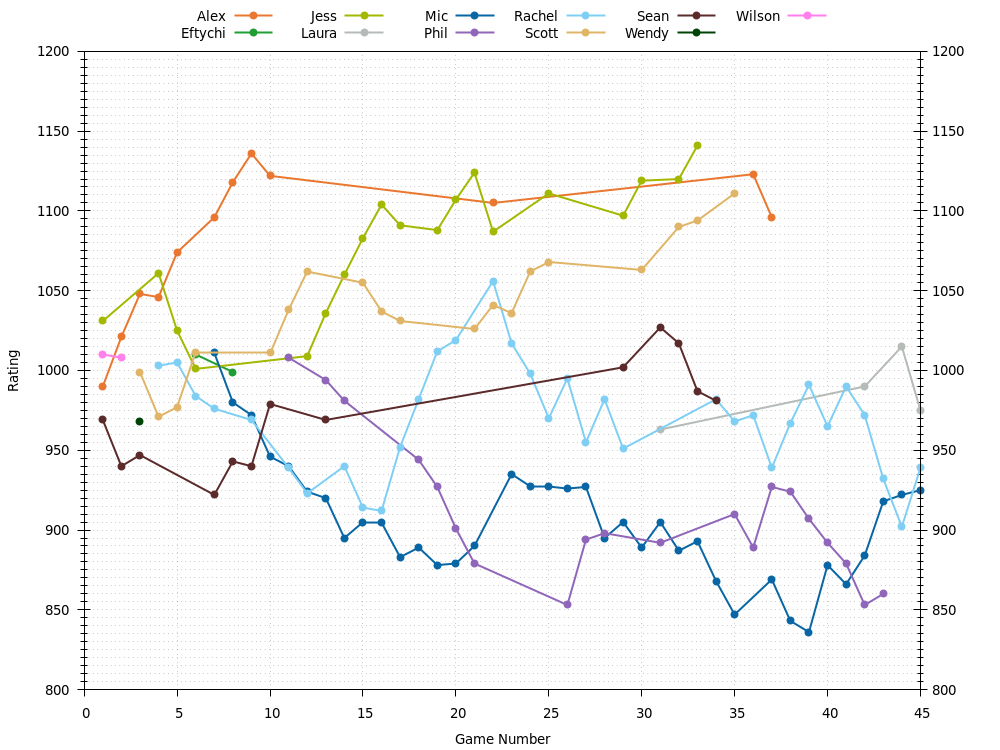 Alex Jess Mic Rachel Sean Wilson
Eftychi Laura Phil Scott Wendy
1200 1200
1150 1150
1100 1100
1050 1050
1000 1000
950 950
900 900
850 850
800 800
Rating
0 5 10 15 20 25 30 35 40 45
Game Number